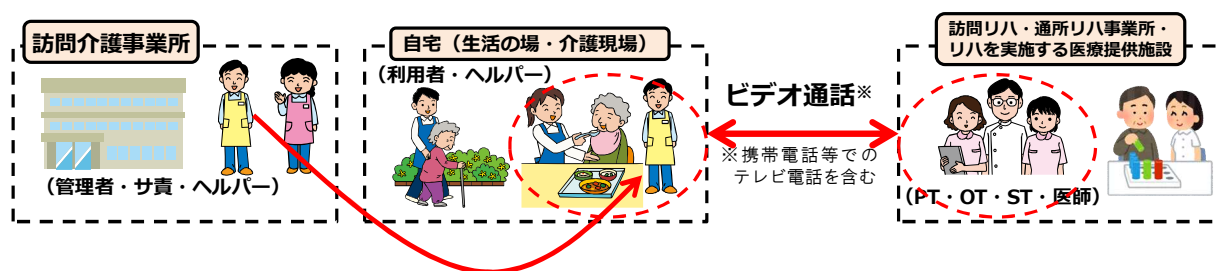 訪問介護事業所
(管理者・サ責・ヘルパー)
自宅（生活の場・介護現場）
（利用者・ヘルパー）
ビデオ通話※
※携帯電話等での
テレビ電話を含む
訪問リハ・通所リハ事業所・
リハを実施する医療提供施設
(PT・OT・ST・医師)